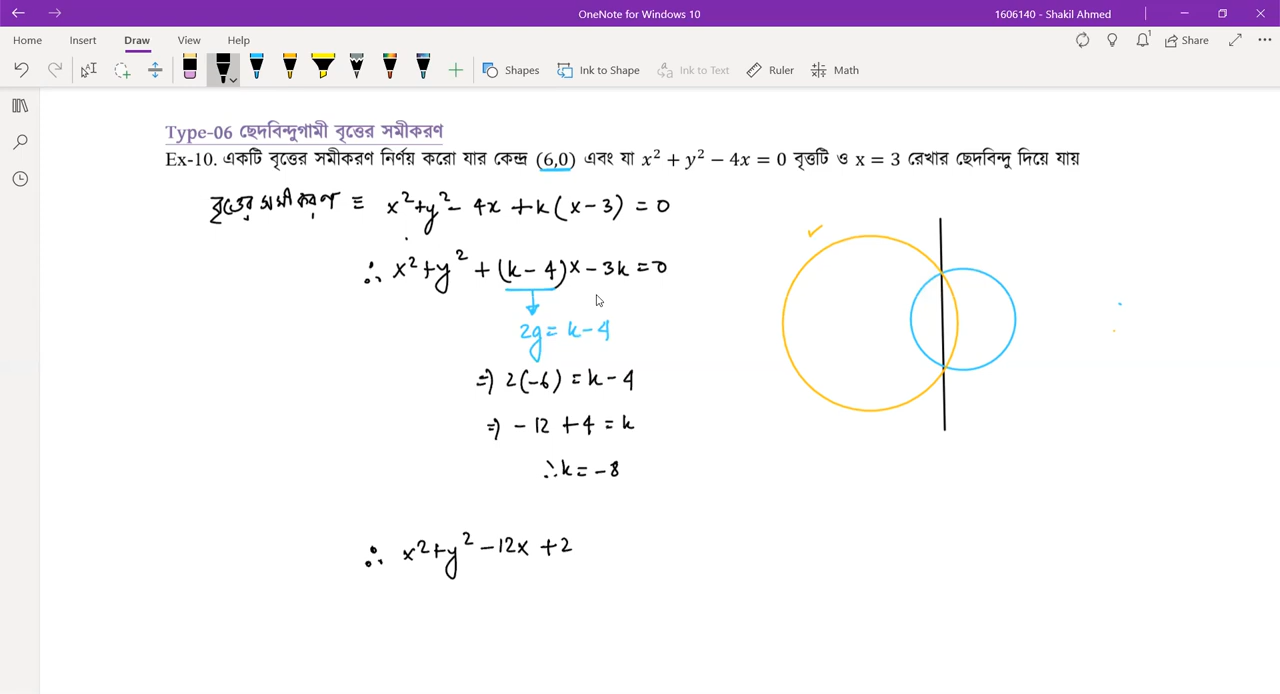 OneNote for Windows 10
1606140 - Shakil Ahmed
Home Insert Draw View Help
Share
Shapes Ink to Shape Ink to Text Ruler Math
Type-06 ছেদবিন্দুগামী বৃত্তের সমীকরণ
Ex-10. একটি বৃত্তের সমীকরণ নির্ণয় করো যার কেন্দ্র (6,0) এবং যা x² + y² − 4x = 0 বৃত্তটি ও x = 3 রেখার ছেদবিন্দু দিয়ে যায়
বৃত্তের সমীকরণ ≡ x²+y²- 4x + k(x-3) = 0
∴ x²+y² + (k-4)x - 3k = 0
2g = k-4
⇒ 2(-6) = k-4
⇒ -12 + 4 = k
∴ k = -8
∴ x²+y² -12x +2